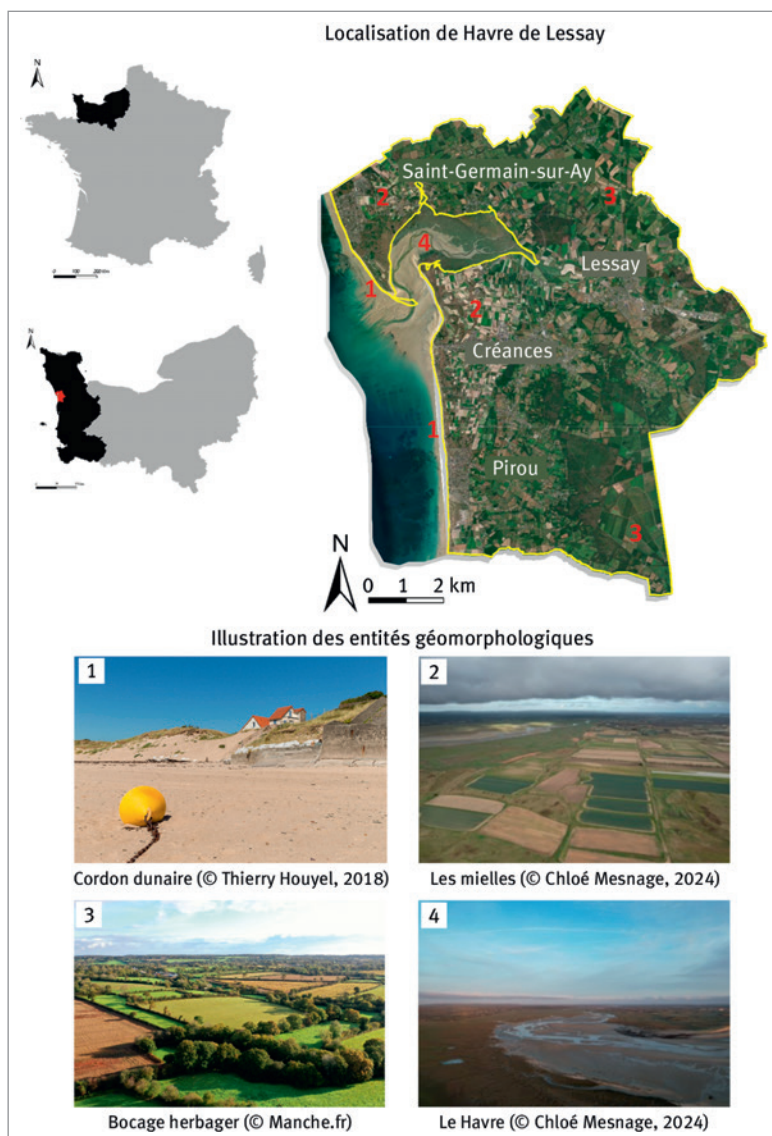 Localisation de Havre de Lessay
N
N
Saint-Germain-sur-Ay
2
3
4
Lessay
1
2
Créances
1
Pirou
3
N
0 1 2 km
Illustration des entités géomorphologiques
1
2
Cordon dunaire (© Thierry Houyel, 2018)
Les mielles (© Chloé Mesnage, 2024)
3
4
Bocage herbager (© Manche.fr)
Le Havre (© Chloé Mesnage, 2024)